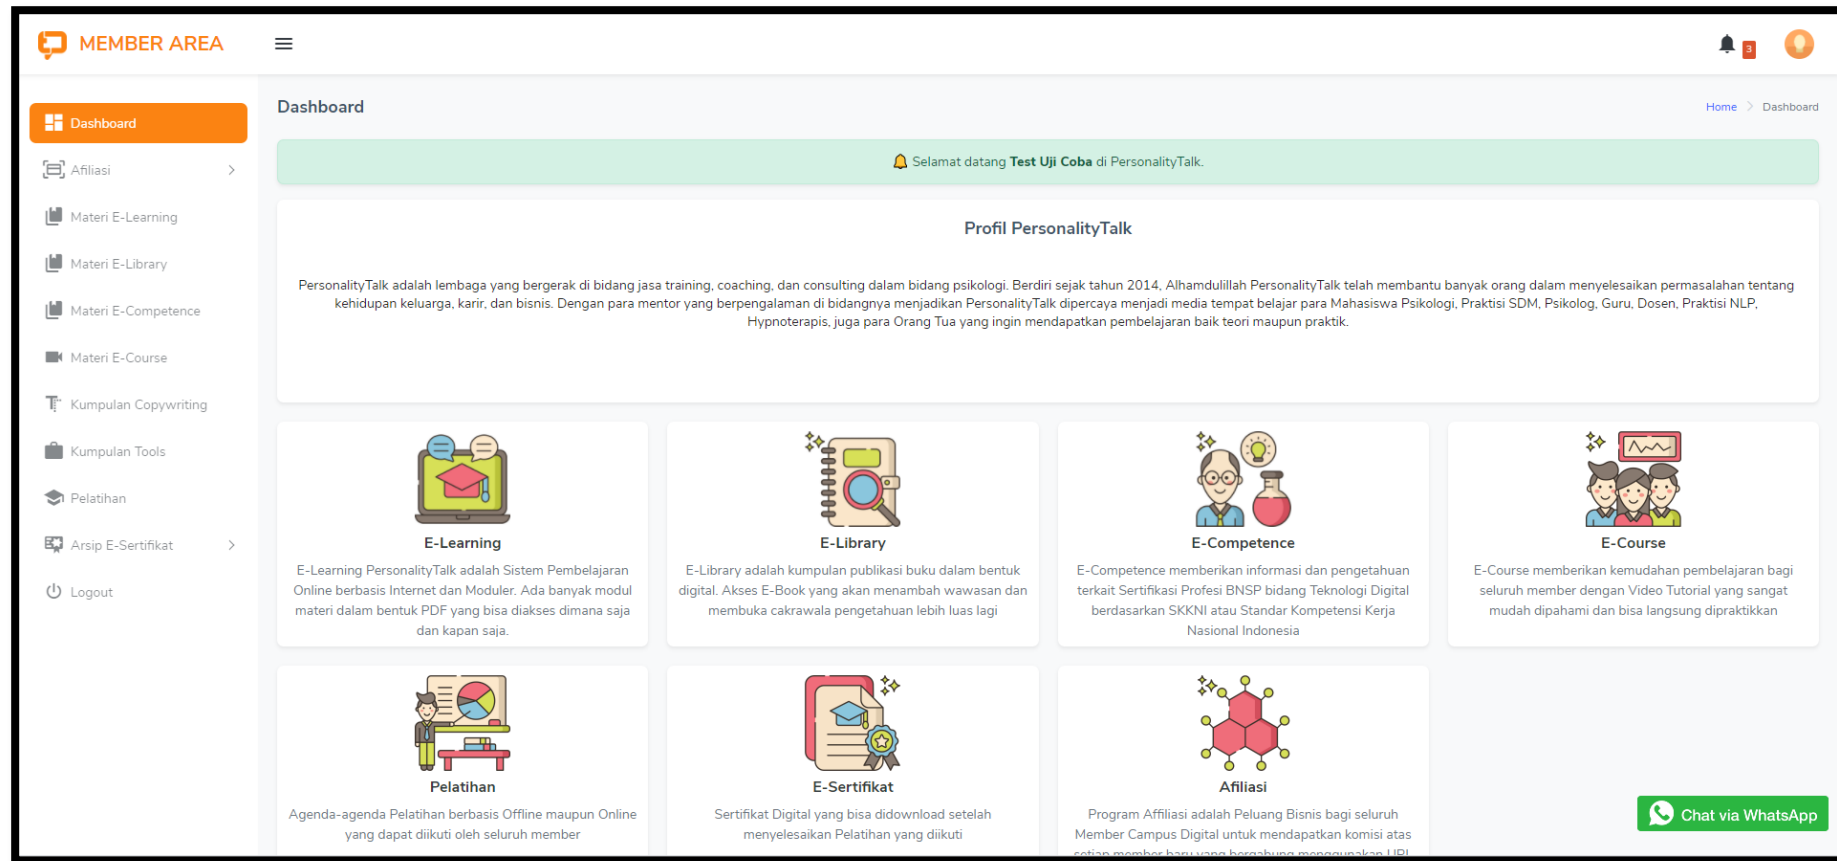 MEMBER AREA
3
Dashboard
Afiliasi
Materi E-Learning
Materi E-Library
Materi E-Competence
Materi E-Course
Kumpulan Copywriting
Kumpulan Tools
Pelatihan
Arsip E-Sertifikat
Logout
Dashboard
Home > Dashboard
Selamat datang Test Uji Coba di PersonalityTalk.
Profil PersonalityTalk
PersonalityTalk adalah lembaga yang bergerak di bidang jasa training, coaching, dan consulting dalam bidang psikologi. Berdiri sejak tahun 2014, Alhamdulillah PersonalityTalk telah membantu banyak orang dalam menyelesaikan permasalahan tentang
kehidupan keluarga, karir, dan bisnis. Dengan para mentor yang berpengalaman di bidangnya menjadikan PersonalityTalk dipercaya menjadi media tempat belajar para Mahasiswa Psikologi, Praktisi SDM, Psikolog, Guru, Dosen, Praktisi NLP,
Hypnoterapis, juga para Orang Tua yang ingin mendapatkan pembelajaran baik teori maupun praktik.
E-Learning
E-Learning PersonalityTalk adalah Sistem Pembelajaran
Online berbasis Internet dan Moduler. Ada banyak modul
materi dalam bentuk PDF yang bisa diakses dimana saja
dan kapan saja.
E-Library
E-Library adalah kumpulan publikasi buku dalam bentuk
digital. Akses E-Book yang akan menambah wawasan dan
membuka cakrawala pengetahuan lebih luas lagi
E-Competence
E-Competence memberikan informasi dan pengetahuan
terkait Sertifikasi Profesi BNSP bidang Teknologi Digital
berdasarkan SKKNI atau Standar Kompetensi Kerja
Nasional Indonesia
E-Course
E-Course memberikan kemudahan pembelajaran bagi
seluruh member dengan Video Tutorial yang sangat
mudah dipahami dan bisa langsung dipraktikkan
Pelatihan
Agenda-agenda Pelatihan berbasis Offline maupun Online
yang dapat diikuti oleh seluruh member
E-Sertifikat
Sertifikat Digital yang bisa didownload setelah
menyelesaikan Pelatihan yang diikuti
Afiliasi
Program Affiliasi adalah Peluang Bisnis bagi seluruh
Member Campus Digital untuk mendapatkan komisi atas
setiap member baru yang bergabung menggunakan URL
Chat via WhatsApp